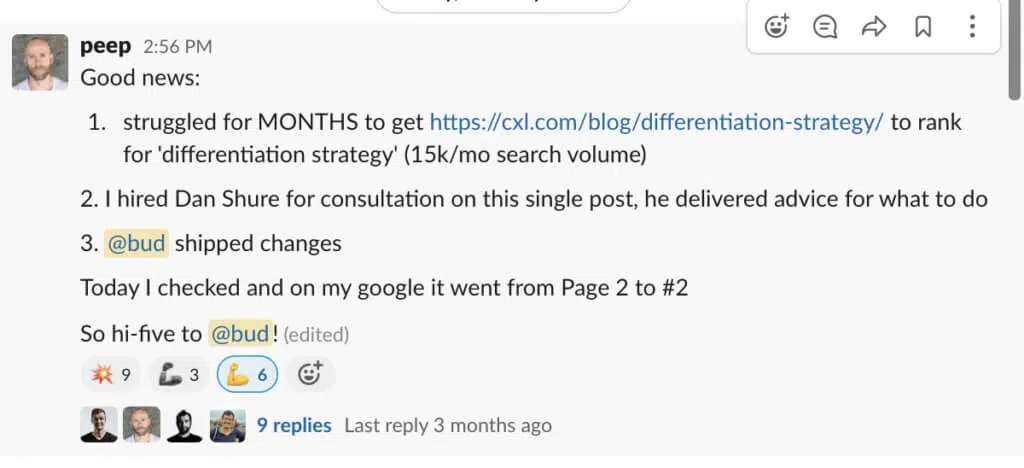 peep 2:56 PM
Good news:
1. struggled for MONTHS to get https://cxl.com/blog/differentiation-strategy/ to rank
for 'differentiation strategy' (15k/mo search volume)
2. I hired Dan Shure for consultation on this single post, he delivered advice for what to do
3. @bud shipped changes
Today I checked and on my google it went from Page 2 to #2
So hi-five to @bud! (edited)
9 3 6
9 replies Last reply 3 months ago